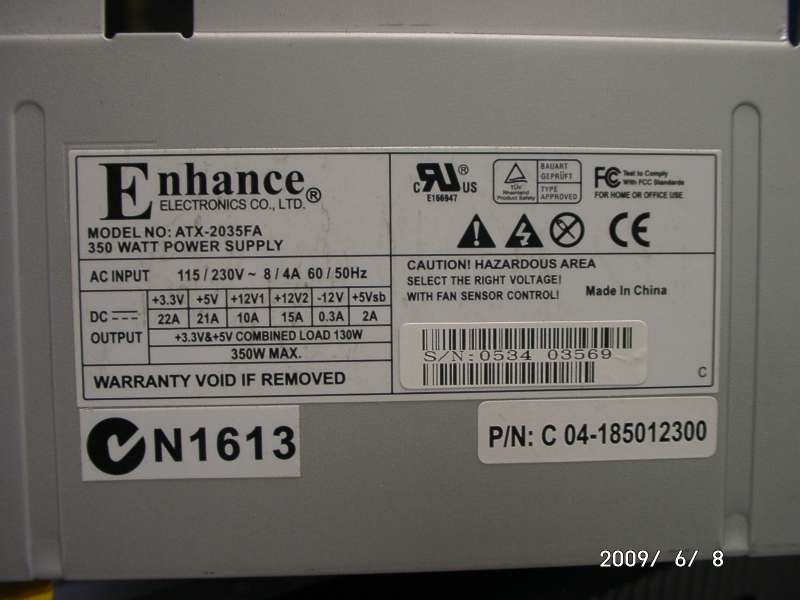 Enhance®
ELECTRONICS CO., LTD.
MODEL NO: ATX-2035FA
350 WATT POWER SUPPLY
AC INPUT 115 / 230V ~ 8 / 4A 60 / 50Hz
DC OUTPUT
+3.3V +5V +12V1 +12V2 -12V +5Vsb
22A 21A 10A 15A 0.3A 2A
+3.3V&+5V COMBINED LOAD 130W
350W MAX.
WARRANTY VOID IF REMOVED
C RU ® US
E166947
TÜV
Rheinland
Product Safety
BAUART
GEPRÜFT
TYPE
APPROVED
FC Test to Comply
With FCC Standards
FOR HOME OR OFFICE USE
CE
CAUTION! HAZARDOUS AREA
SELECT THE RIGHT VOLTAGE!
WITH FAN SENSOR CONTROL!
Made In China
S/N:0534 03569
C
N1613
P/N: C 04-185012300
2009/ 6/ 8